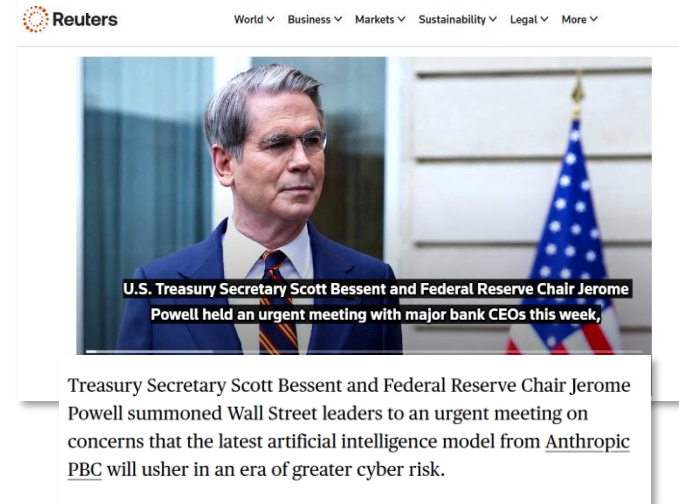 Reuters
World Business Markets Sustainability Legal More
U.S. Treasury Secretary Scott Bessent and Federal Reserve Chair Jerome
Powell held an urgent meeting with major bank CEOs this week,
Treasury Secretary Scott Bessent and Federal Reserve Chair Jerome
Powell summoned Wall Street leaders to an urgent meeting on
concerns that the latest artificial intelligence model from Anthropic
PBC will usher in an era of greater cyber risk.